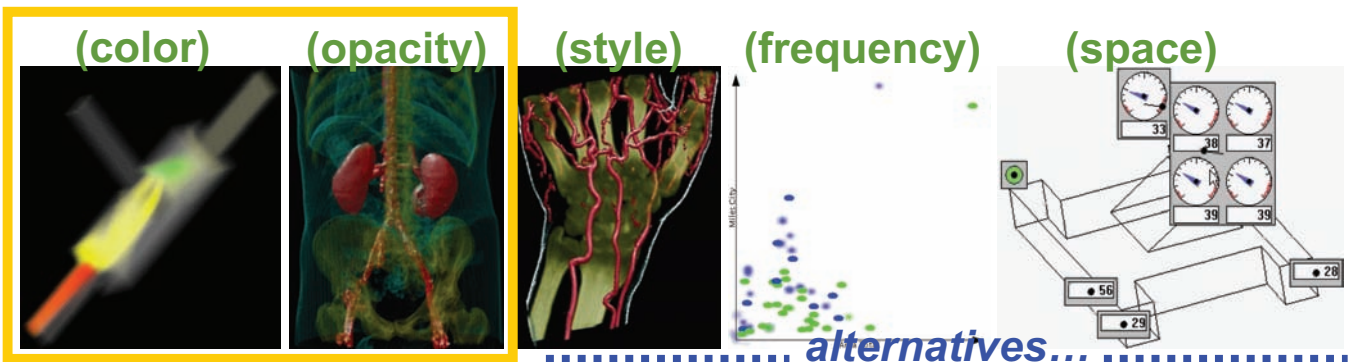 (color) (opacity) (style) (frequency) (space)
Miles City
33
38 37
39 39
28
56
29
alternatives...